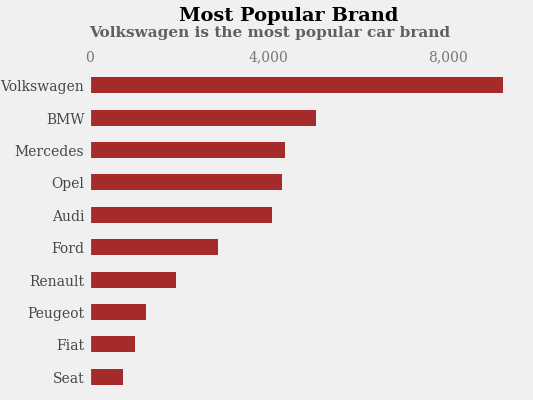 Most Popular Brand
Volkswagen is the most popular car brand
0 4,000 8,000
Volkswagen
BMW
Mercedes
Opel
Audi
Ford
Renault
Peugeot
Fiat
Seat